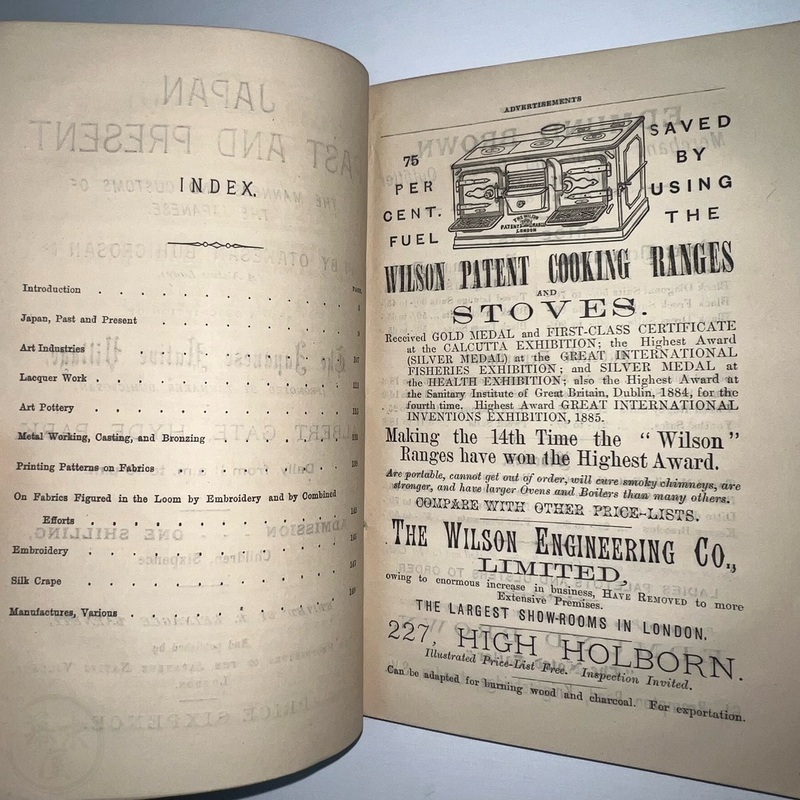 INDEX.
PAGE.
Introduction
Japan, Past and Present
Art Industries
Lacquer Work
Art Pottery
Metal Working, Casting, and Bronzing
Printing Patterns on Fabrics
On Fabrics Figured in the Loom by Embroidery and by Combined
Efforts
Embroidery
Silk Crape
Manufactures, Various
ADVERTISEMENTS
75
PER
CENT.
FUEL
SAVED
BY
USING
THE
WILSON PATENT COOKING RANGES
AND
STOVES.
Received GOLD MEDAL and FIRST-CLASS CERTIFICATE
at the CALCUTTA EXHIBITION; the Highest Award
(SILVER MEDAL) at the GREAT INTERNATIONAL
FISHERIES EXHIBITION; and SILVER MEDAL at
the HEALTH EXHIBITION; also the Highest Award at
the Sanitary Institute of Great Britain, Dublin, 1884, for the
fourth time. Highest Award GREAT INTERNATIONAL
INVENTIONS EXHIBITION, 1885.
Making the 14th Time the "Wilson"
Ranges have won the Highest Award.
Are portable, cannot get out of order, will cure smoky chimneys, are
stronger, and have larger Ovens and Boilers than many others.
COMPARE WITH OTHER PRICE-LISTS.
THE WILSON ENGINEERING CO.,
LIMITED,
owing to enormous increase in business, HAVE REMOVED to more
Extensive Premises.
THE LARGEST SHOW-ROOMS IN LONDON.
227, HIGH HOLBORN.
Illustrated Price-List Free. Inspection Invited.
Can be adapted for burning wood and charcoal. For exportation.